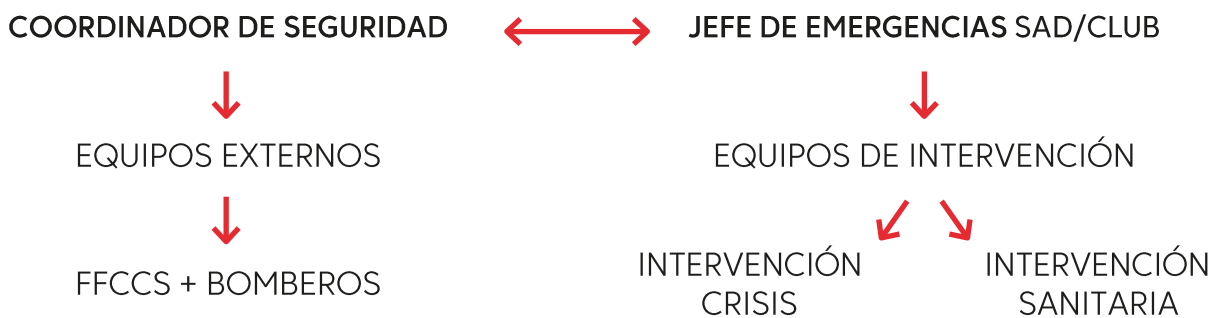 COORDINADOR DE SEGURIDAD
JEFE DE EMERGENCIAS SAD/CLUB
EQUIPOS EXTERNOS
EQUIPOS DE INTERVENCIÓN
FFCCS + BOMBEROS
INTERVENCIÓN
CRISIS
INTERVENCIÓN
SANITARIA